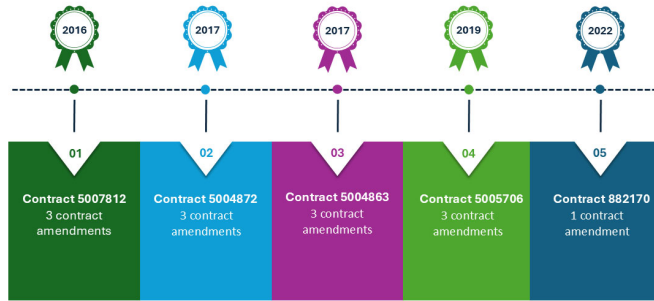 2016
2017
2017
2019
2022
01
02
03
04
05
Contract 5007812
3 contract
amendments
Contract 5004872
3 contract
amendments
Contract 5004863
3 contract
amendments
Contract 5005706
3 contract
amendments
Contract 882170
1 contract
amendment